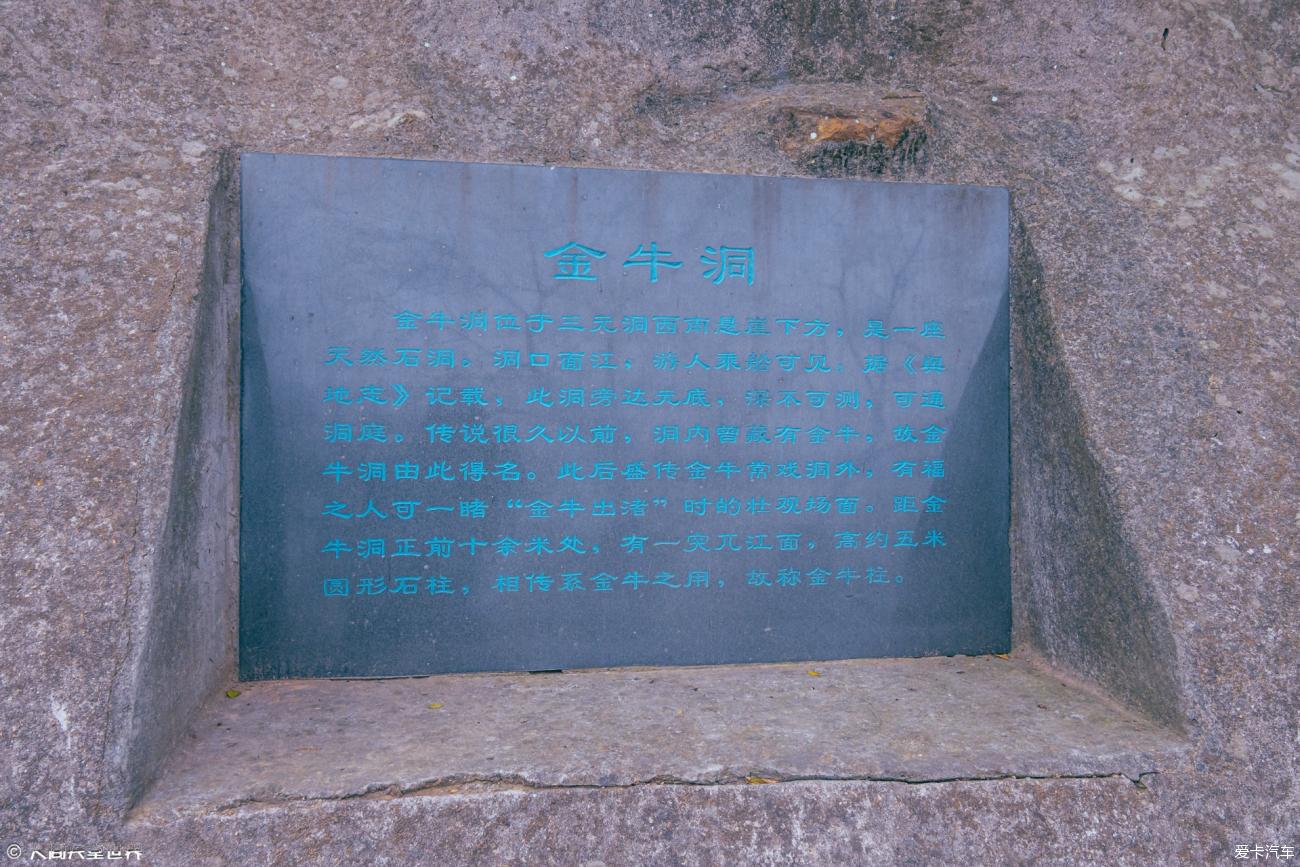 金牛洞
金牛洞位于三元洞西南悬崖下方，是一座
天然石洞。洞口面江，游人乘船可见。据《舆
地志》记载，此洞旁达无底，深不可测，可通
洞庭。传说很久以前，洞内曾藏有金牛，故金
牛洞由此得名。此后盛传金牛常戏洞外，有福
之人可一睹“金牛出渚”时的壮观场面。距金
牛洞正前十余米处，有一突兀江面，高约五米
圆形石柱，相传系金牛之用，故称金牛柱。
爱卡汽车